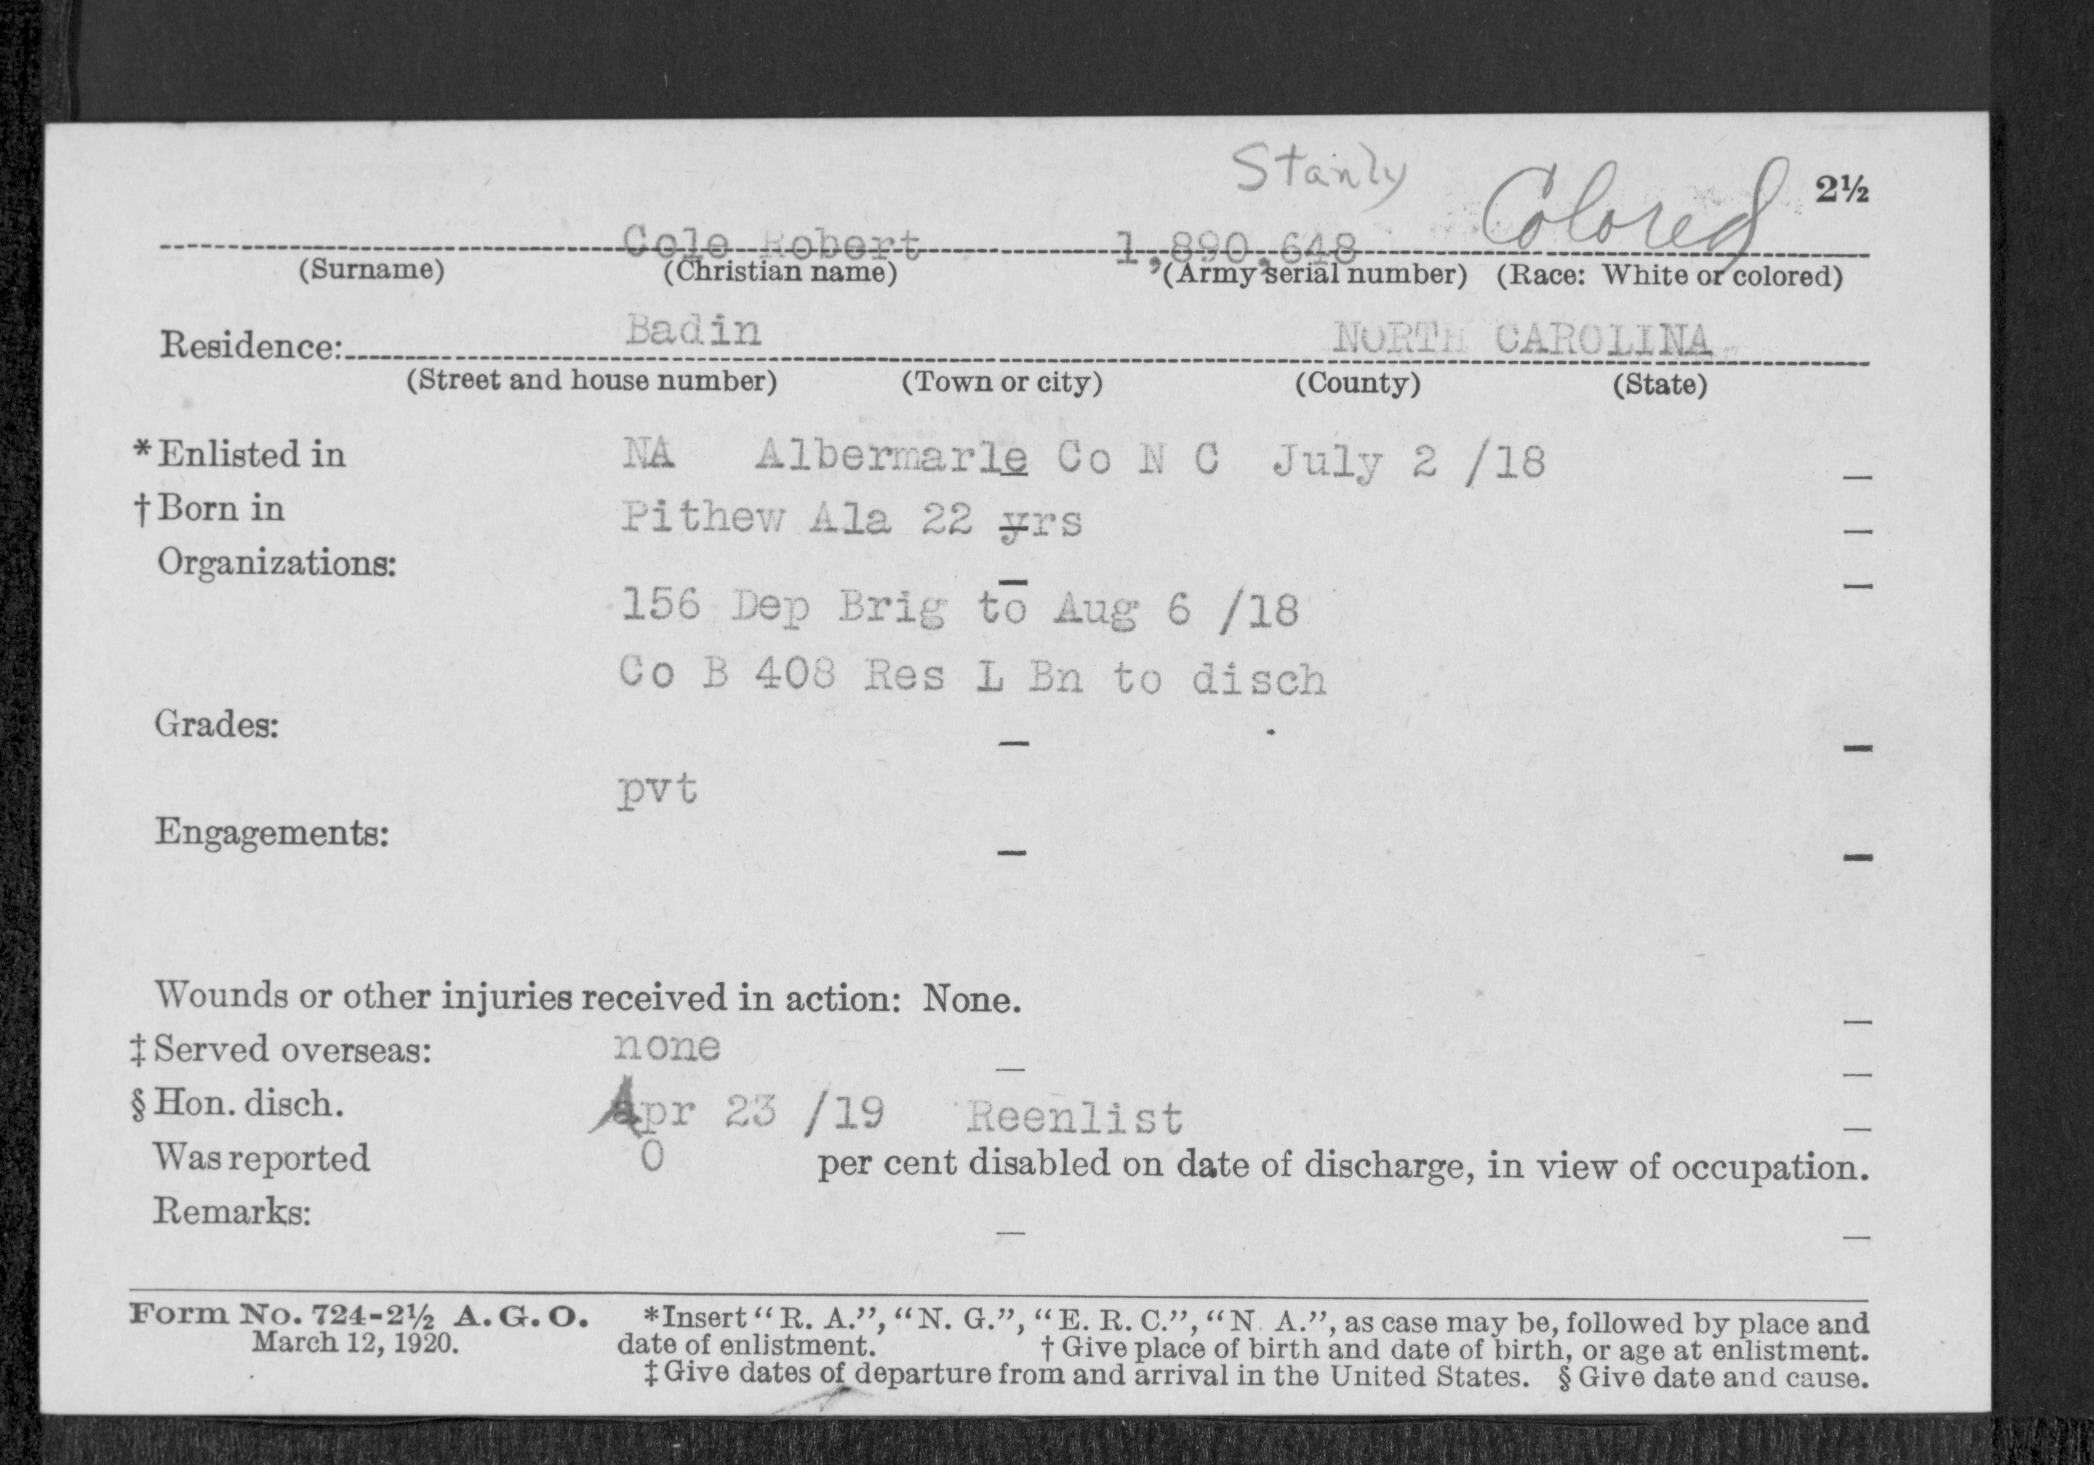 Stanly
Colored 2½
Cole Robert 1,890,648
(Surname) (Christian name) (Army serial number) (Race: White or colored)
Residence: Badin NORTH CAROLINA
(Street and house number) (Town or city) (County) (State)
*Enlisted in NA Albermarle Co N C July 2 /18
†Born in Pithew Ala 22 yrs
Organizations:
156 Dep Brig to Aug 6 /18
Co B 408 Res L Bn to disch
Grades:
pvt
Engagements:
Wounds or other injuries received in action: None.
‡Served overseas: none
§Hon. disch. Apr 23 /19 Reenlist
Was reported 0 per cent disabled on date of discharge, in view of occupation.
Remarks:
Form No. 724-2½ A. G. O. *Insert "R. A.", "N. G.", "E. R. C.", "N. A.", as case may be, followed by place and
March 12, 1920. date of enlistment. †Give place of birth and date of birth, or age at enlistment.
‡Give dates of departure from and arrival in the United States. §Give date and cause.